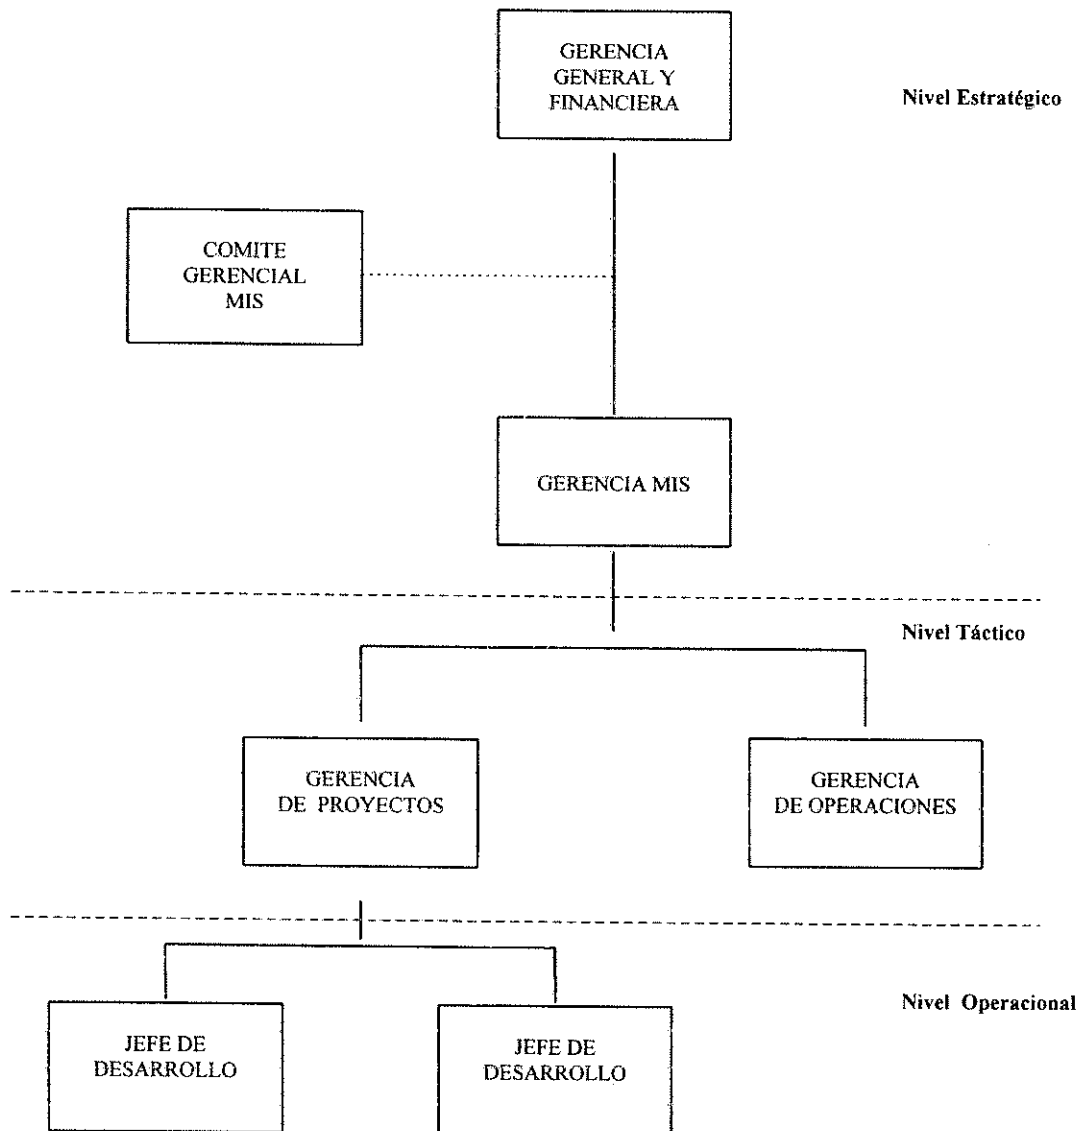 GERENCIA
GENERAL Y
FINANCIERA
Nivel Estratégico
COMITE
GERENCIAL
MIS
GERENCIA MIS
Nivel Táctico
GERENCIA
DE PROYECTOS
GERENCIA
DE OPERACIONES
Nivel Operacional
JEFE DE
DESARROLLO
JEFE DE
DESARROLLO